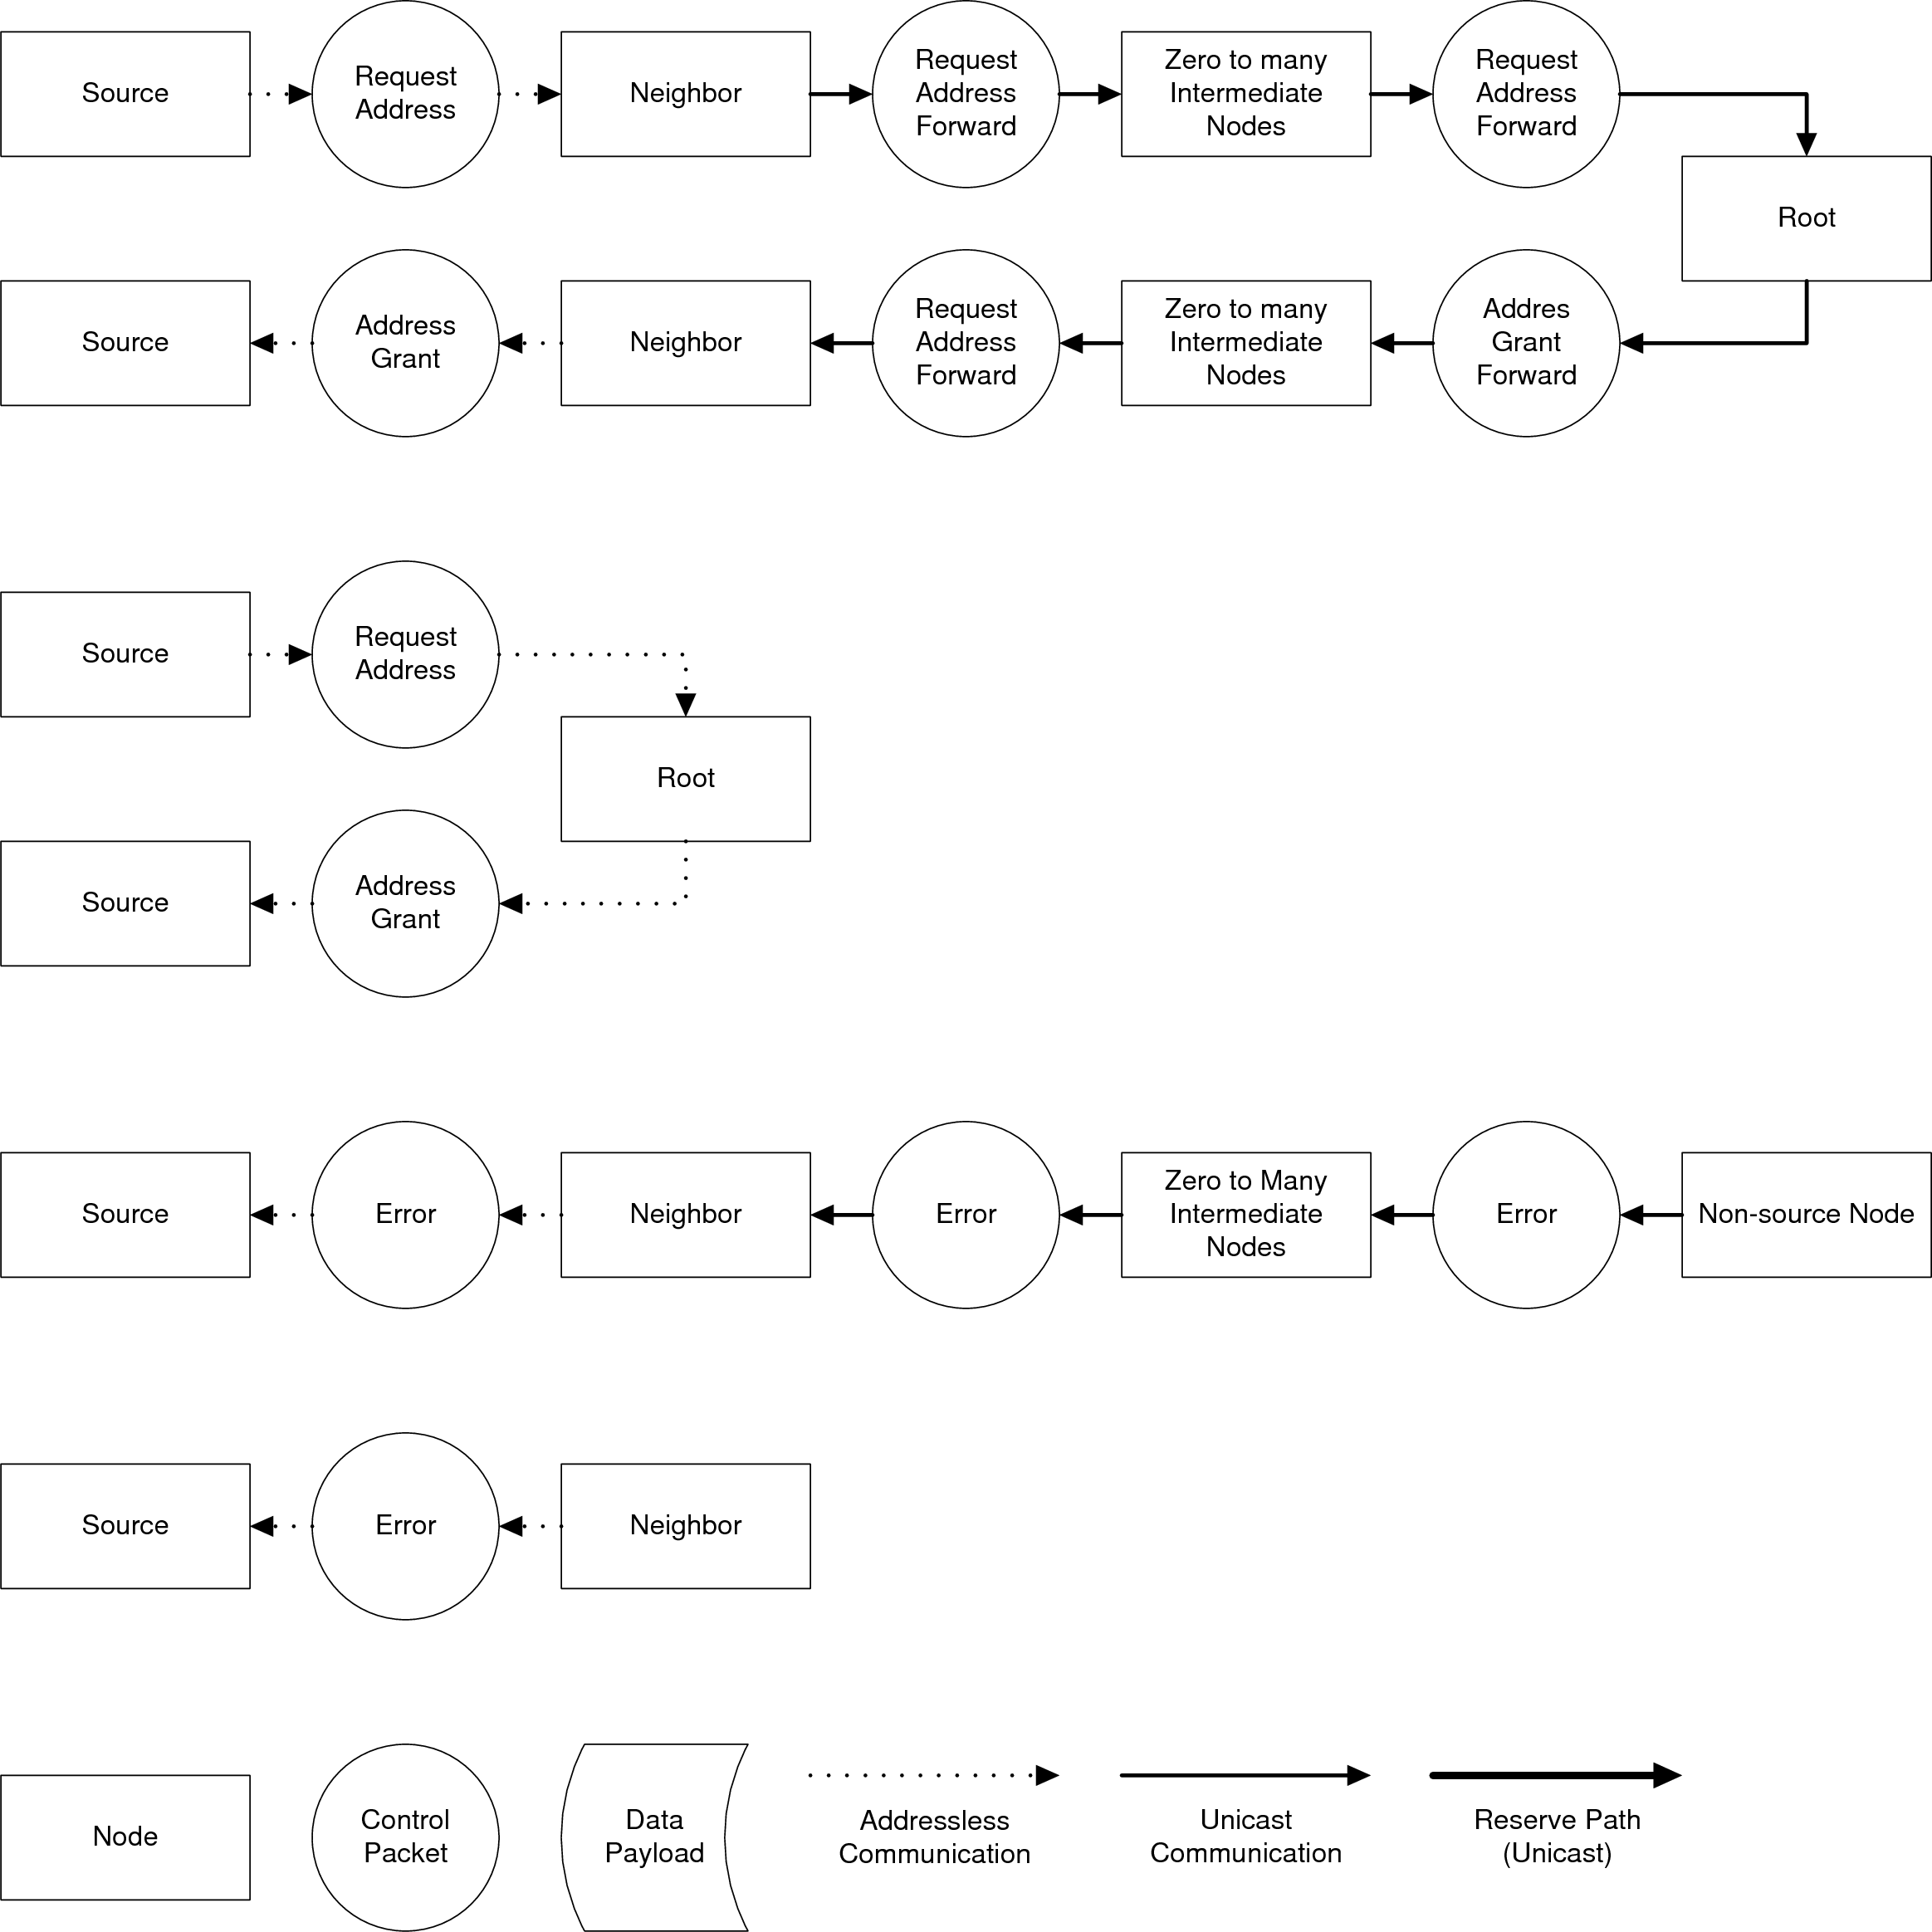 Source
Request
Address
Neighbor
Request
Address
Forward
Zero to many
Intermediate
Nodes
Request
Address
Forward
Root
Source
Address
Grant
Neighbor
Request
Address
Forward
Zero to many
Intermediate
Nodes
Addres
Grant
Forward
Source
Request
Address
Root
Source
Address
Grant
Source
Error
Neighbor
Error
Zero to Many
Intermediate
Nodes
Error
Non-source Node
Source
Error
Neighbor
Node
Control
Packet
Data
Payload
Addressless
Communication
Unicast
Communication
Reserve Path
(Unicast)